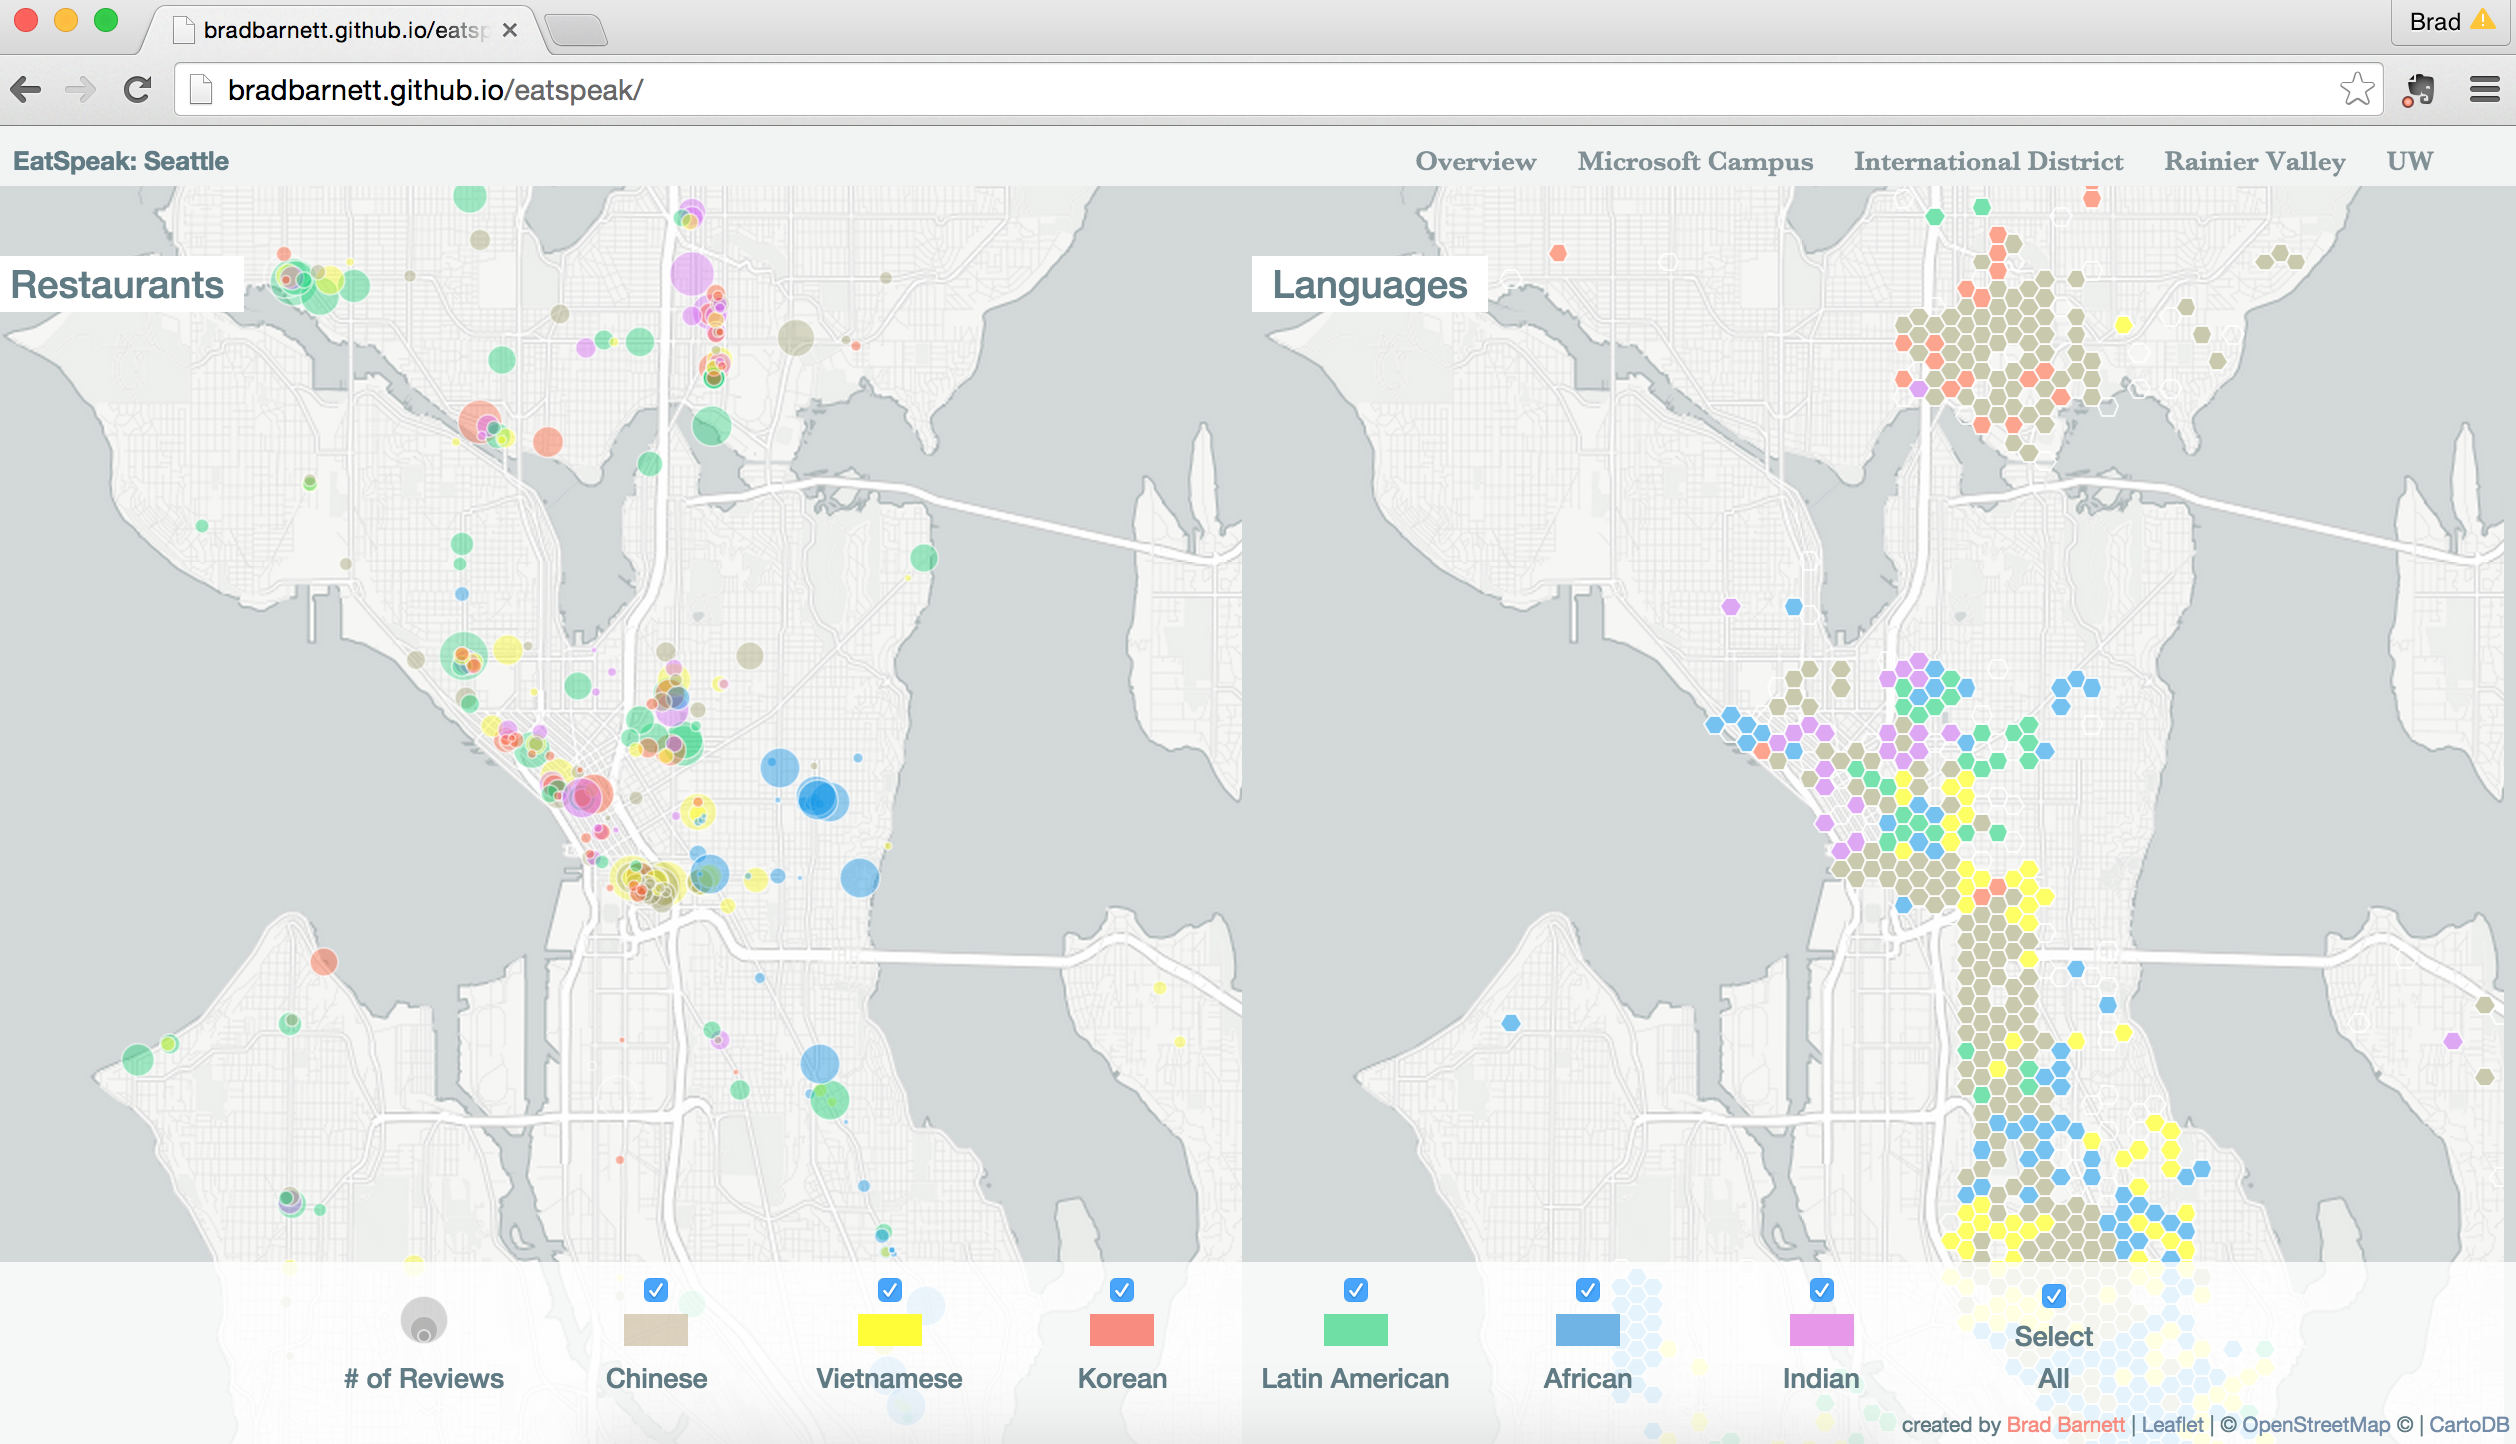 bradbarnett.github.io/eatsp
Brad
bradbarnett.github.io/eatspeak/
EatSpeak: Seattle
Overview
Microsoft Campus
International District
Rainier Valley
UW
Restaurants
Languages
# of Reviews
Chinese
Vietnamese
Korean
Latin American
African
Indian
Select
All
created by Brad Barnett | Leaflet | © OpenStreetMap © | CartoDB